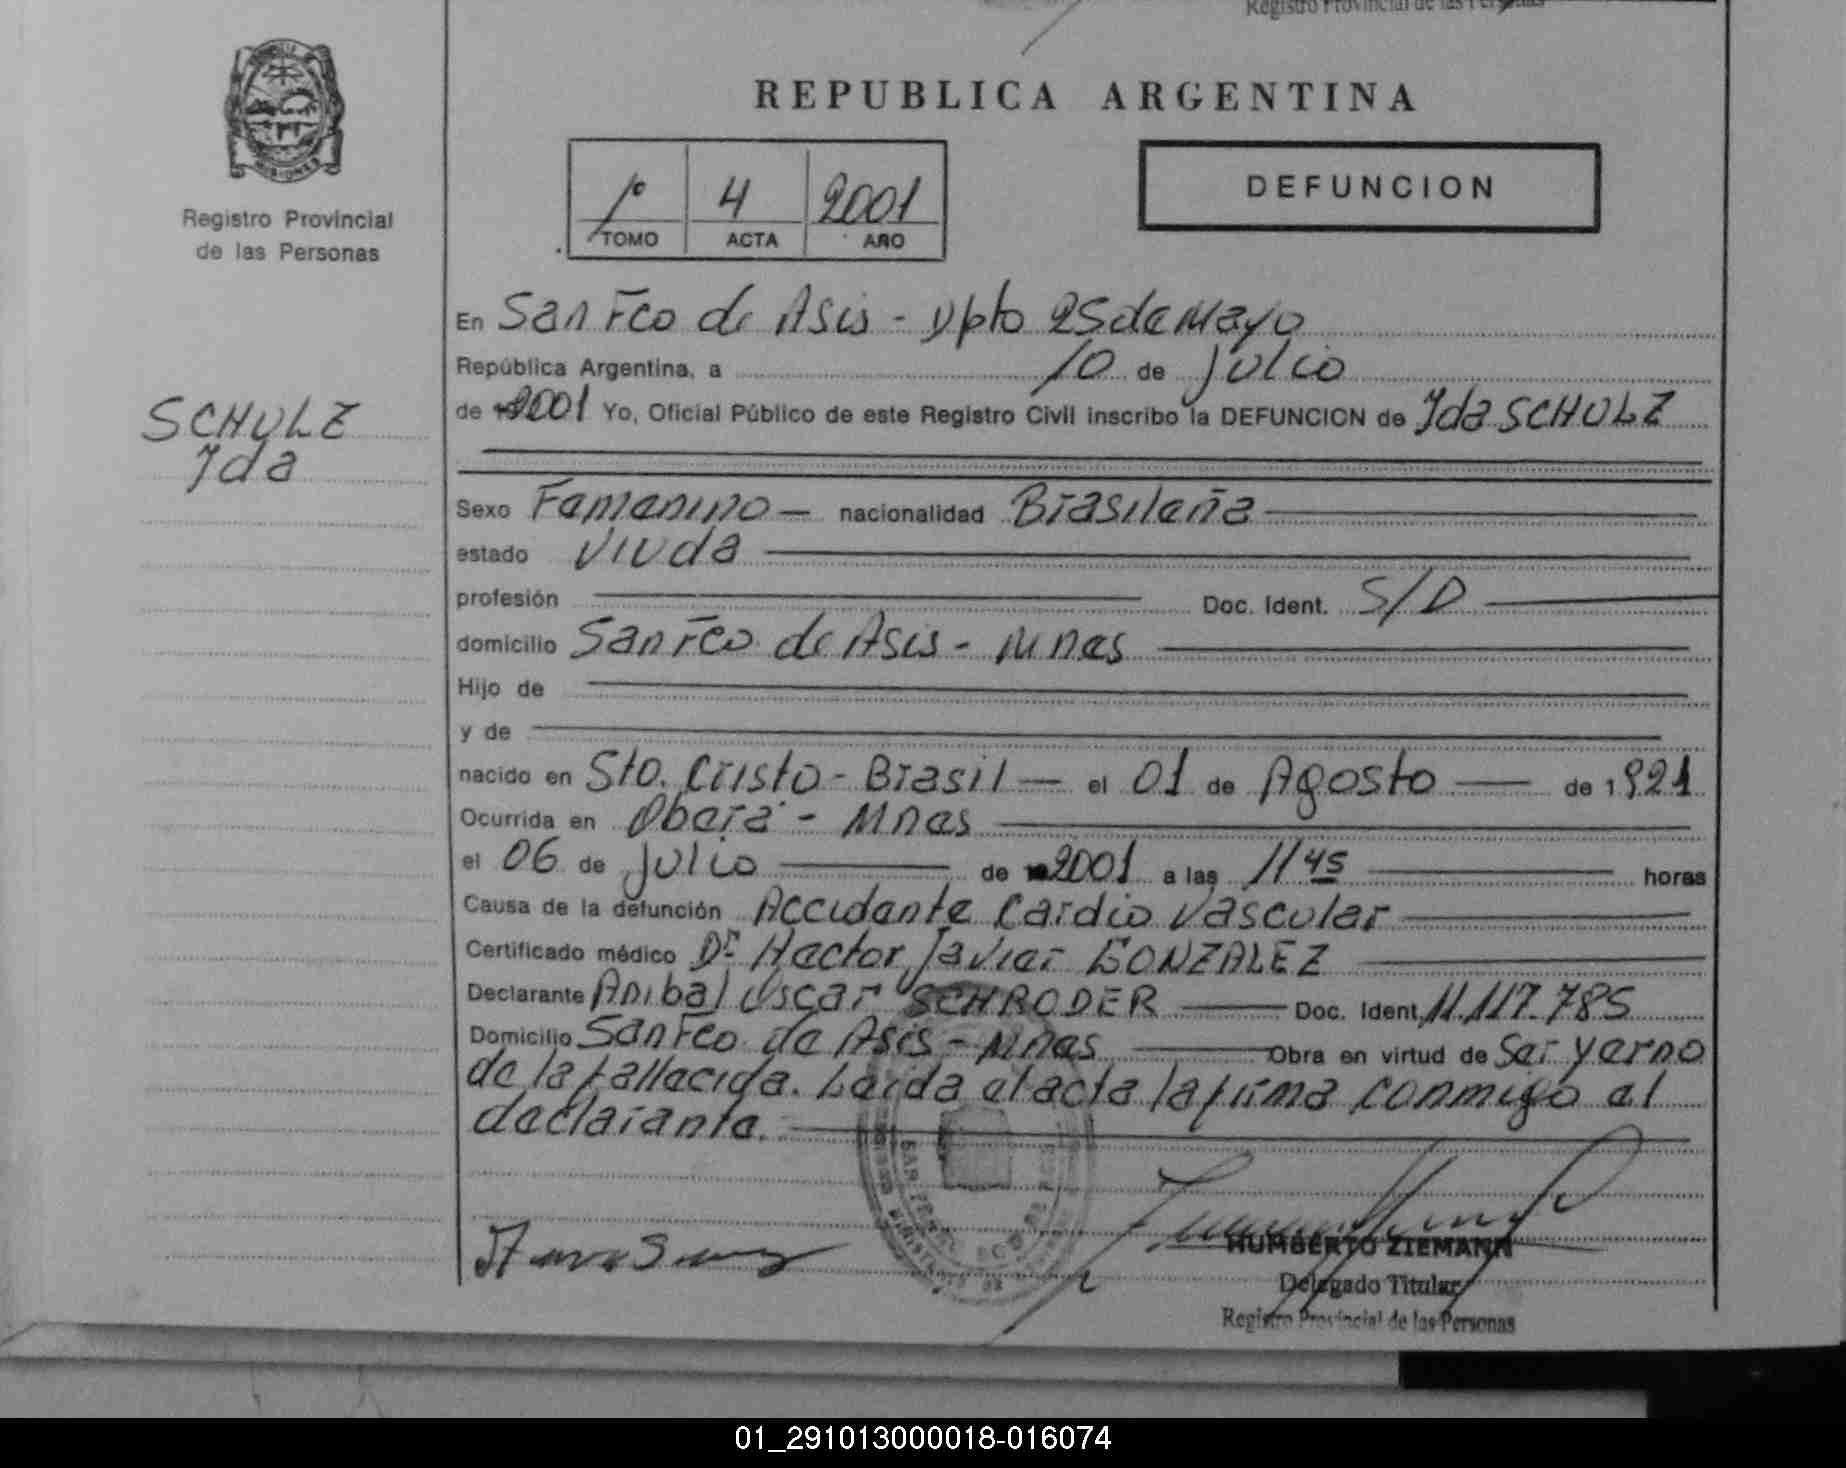 Registro Provincial de las Personas
REPUBLICA ARGENTINA
1º 4 2001
TOMO ACTA AÑO
DEFUNCION
MISIONES
Registro Provincial
de las Personas
SCHULZ
Ida
En San Fco de Asis - Dpto 25 de Mayo
República Argentina, a 10 de Julio
de 2001 Yo, Oficial Público de este Registro Civil inscribo la DEFUNCION de Ida SCHULZ
Sexo Femenino — nacionalidad Brasileña
estado Viuda
profesión Doc. Ident. S/D
domicilio San Fco de Asis - Mnes
Hijo de
y de
nacido en Sto. Cristo - Brasil — el 01 de Agosto — de 1921
Ocurrida en Oberá - Mnes
el 06 de Julio — de 2001 a las 11 45 horas
Causa de la defunción Accidente Cardio Vascular
Certificado médico Dr Hector Javier GONZALEZ
Declarante Anibal Oscar SCHRODER — Doc. Ident. 11.117.785
Domicilio San Fco de Asis - Mnes — Obra en virtud de Ser Yerno
de la fallecida. Leida el acta la firma conmigo el
declarante.
HUMBERTO ZIEMANN
Delegado Titular
Registro Provincial de las Personas
01_291013000018-016074